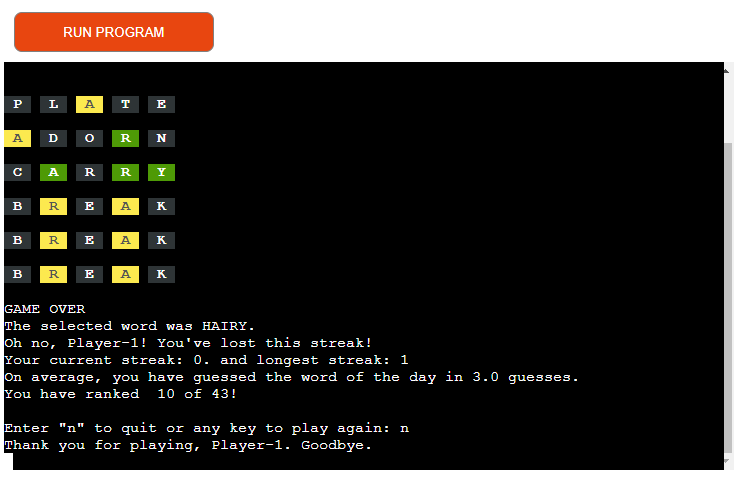 RUN PROGRAM
P L A T E
A D O R N
C A R R Y
B R E A K
B R E A K
B R E A K
GAME OVER
The selected word was HAIRY.
Oh no, Player-1! You've lost this streak!
Your current streak: 0. and longest streak: 1
On average, you have guessed the word of the day in 3.0 guesses.
You have ranked  10 of 43!
Enter "n" to quit or any key to play again: n
Thank you for playing, Player-1. Goodbye.